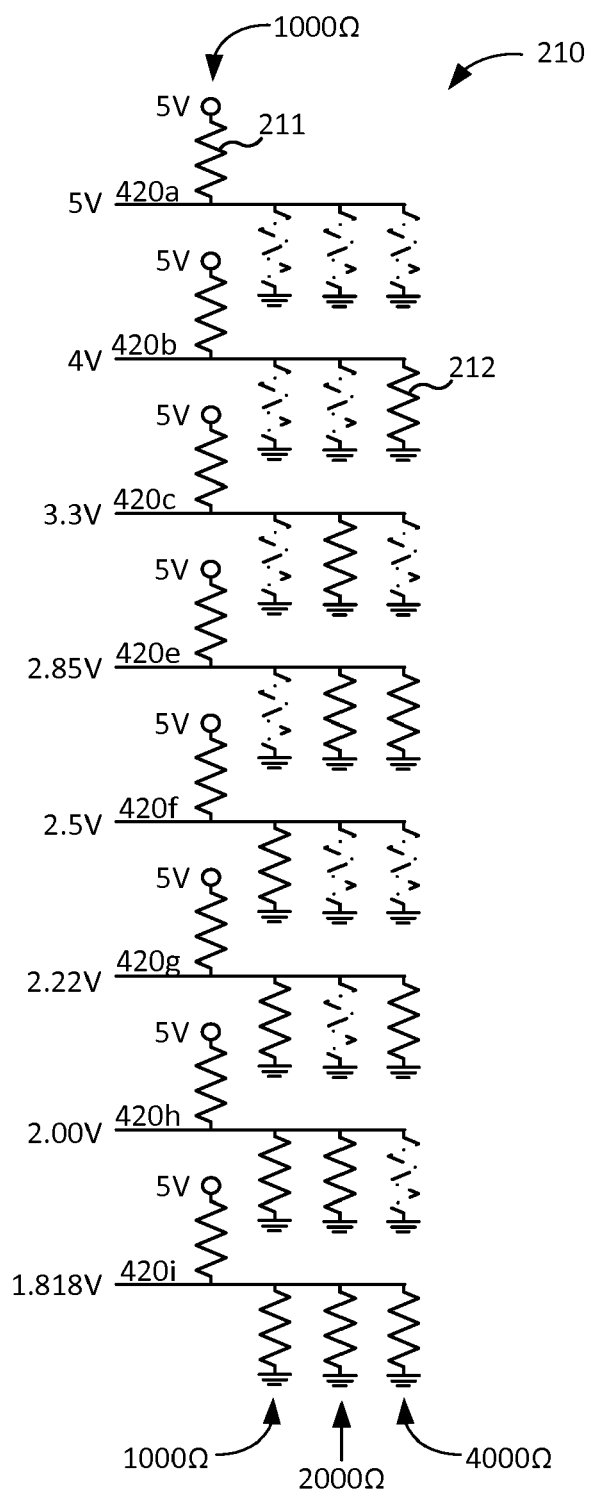 1000Ω
210
5V
211
5V 420a
5V
4V 420b
212
5V
3.3V 420c
5V
2.85V 420e
5V
2.5V 420f
5V
2.22V 420g
5V
2.00V 420h
5V
1.818V 420i
1000Ω
2000Ω
4000Ω